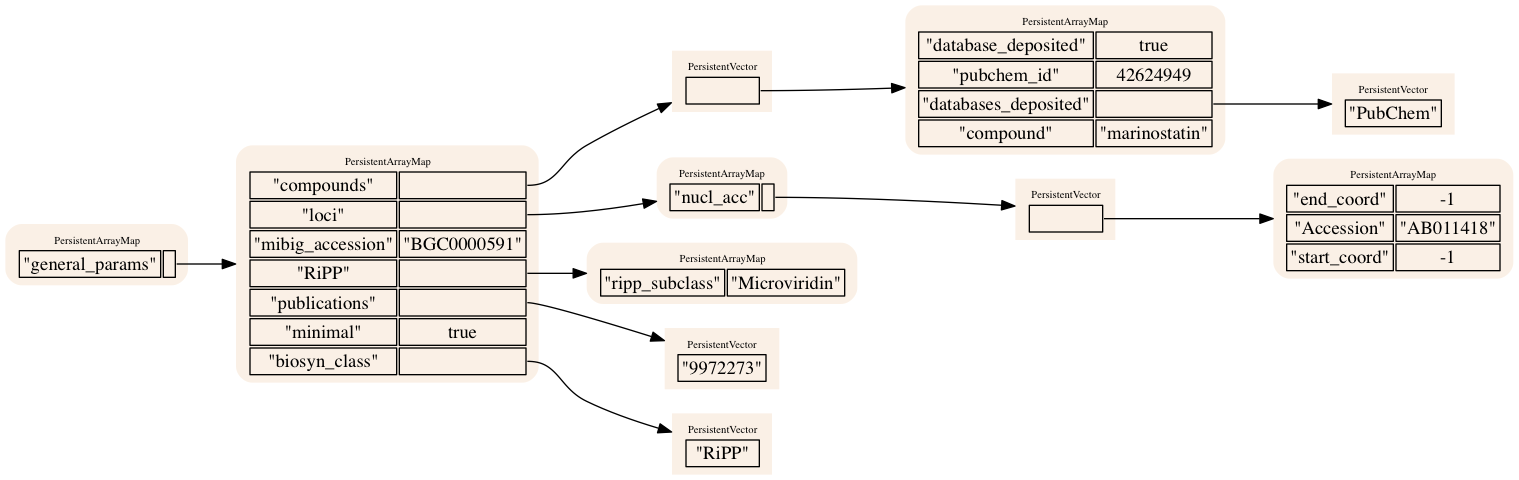 PersistentArrayMap
"general_params"
PersistentArrayMap
"compounds"
"loci"
"mibig_accession" "BGC0000591"
"RiPP"
"publications"
"minimal" true
"biosyn_class"
PersistentVector
PersistentArrayMap
"database_deposited" true
"pubchem_id" 42624949
"databases_deposited"
"compound" "marinostatin"
PersistentVector
"PubChem"
PersistentArrayMap
"nucl_acc"
PersistentVector
PersistentArrayMap
"end_coord" -1
"Accession" "AB011418"
"start_coord" -1
PersistentArrayMap
"ripp_subclass" "Microviridin"
PersistentVector
"9972273"
PersistentVector
"RiPP"